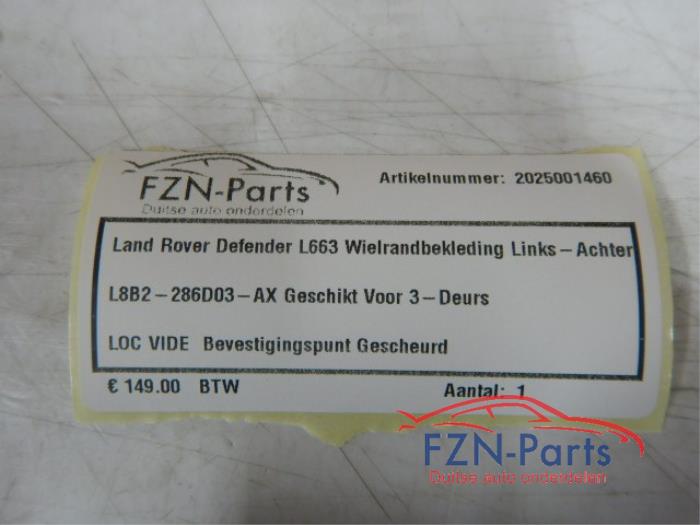 FZN-Parts
Duitse auto onderdelen
Artikelnummer: 2025001460
Land Rover Defender L663 Wielrandbekleding Links-Achter
L8B2-286D03-AX Geschikt Voor 3-Deurs
LOC VIDE Bevestigingspunt Gescheurd
€ 149.00 BTW
Aantal: 1
FZN-Parts
Duitse auto onderdelen